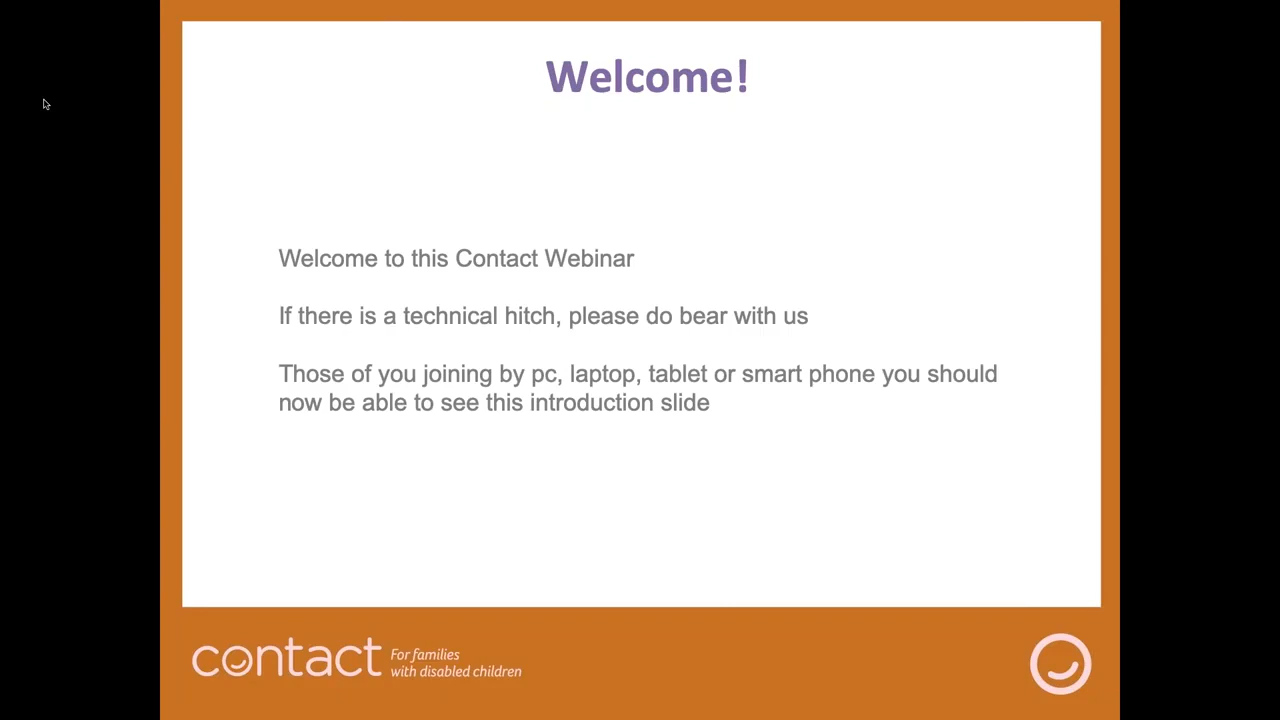 Welcome!
Welcome to this Contact Webinar
If there is a technical hitch, please do bear with us
Those of you joining by pc, laptop, tablet or smart phone you should
now be able to see this introduction slide
contact
For families
with disabled children